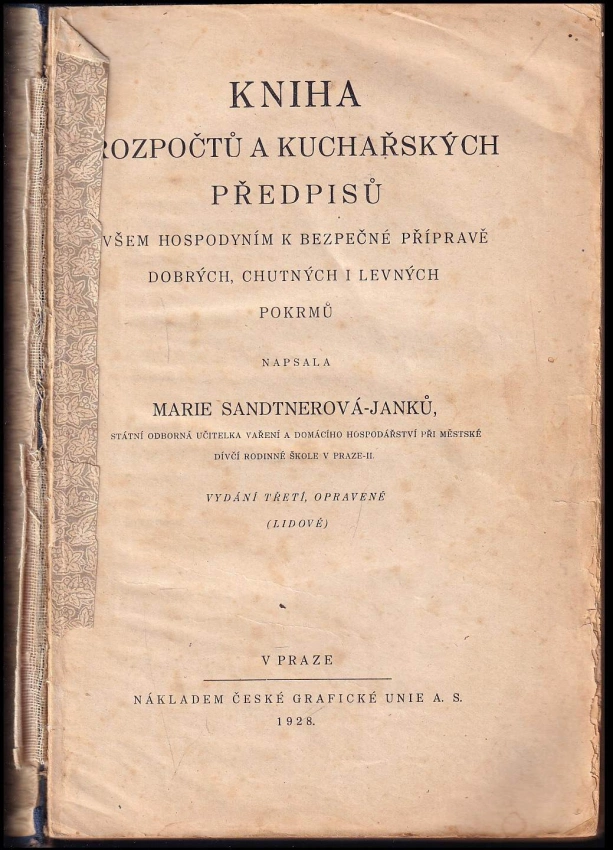 KNIHA
ROZPOČTŮ A KUCHAŘSKÝCH
PŘEDPISŮ
VŠEM HOSPODYNÍM K BEZPEČNÉ PŘÍPRAVĚ
DOBRÝCH, CHUTNÝCH I LEVNÝCH
POKRMŮ
NAPSALA
MARIE SANDTNEROVÁ-JANKŮ,
STÁTNÍ ODBORNÁ UČITELKA VAŘENÍ A DOMÁCÍHO HOSPODÁŘSTVÍ PŘI MĚSTSKÉ
DÍVČÍ RODINNÉ ŠKOLE V PRAZE-II.
VYDÁNÍ TŘETÍ, OPRAVENÉ
(LIDOVÉ)
V PRAZE
NÁKLADEM ČESKÉ GRAFICKÉ UNIE A. S.
1928.